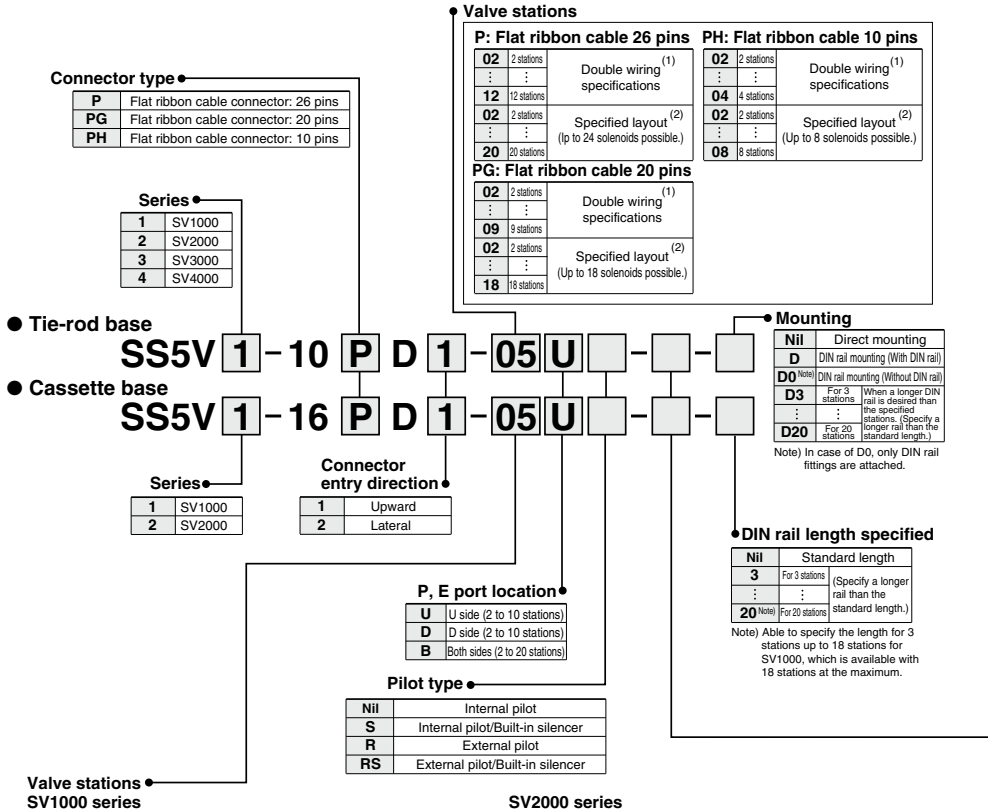 Valve stations
P: Flat ribbon cable 26 pins
02 2 stations Double wiring (1)
⋮ ⋮ specifications
12 12 stations
02 2 stations Specified layout (2)
⋮ ⋮ (Ip to 24 solenoids possible.)
20 20 stations
PH: Flat ribbon cable 10 pins
02 2 stations Double wiring (1)
⋮ ⋮ specifications
04 4 stations
02 2 stations Specified layout (2)
⋮ ⋮ (Up to 8 solenoids possible.)
08 8 stations
PG: Flat ribbon cable 20 pins
02 2 stations Double wiring (1)
⋮ ⋮ specifications
09 9 stations
02 2 stations Specified layout (2)
⋮ ⋮ (Up to 18 solenoids possible.)
18 18 stations
Connector type
P Flat ribbon cable connector: 26 pins
PG Flat ribbon cable connector: 20 pins
PH Flat ribbon cable connector: 10 pins
Series
1 SV1000
2 SV2000
3 SV3000
4 SV4000
● Tie-rod base
SS5V 1 - 10 P D 1 - 05 U - -
● Cassette base
SS5V 1 - 16 P D 1 - 05 U - -
Mounting
Nil Direct mounting
D DIN rail mounting (With DIN rail)
D0 Note) DIN rail mounting (Without DIN rail)
D3 For 3 stations
⋮ ⋮
D20 For 20 stations
When a longer DIN
rail is desired than
the specified
stations. (Specify a
longer rail than the
standard length.)
Note) In case of D0, only DIN rail
fittings are attached.
Series
1 SV1000
2 SV2000
Connector
entry direction
1 Upward
2 Lateral
DIN rail length specified
Nil Standard length
3 For 3 stations (Specify a longer
⋮ ⋮ rail than the
20 Note) For 20 stations standard length.)
Note) Able to specify the length for 3
stations up to 18 stations for
SV1000, which is available with
18 stations at the maximum.
P, E port location
U U side (2 to 10 stations)
D D side (2 to 10 stations)
B Both sides (2 to 20 stations)
Pilot type
Nil Internal pilot
S Internal pilot/Built-in silencer
R External pilot
RS External pilot/Built-in silencer
Valve stations
SV1000 series
SV2000 series